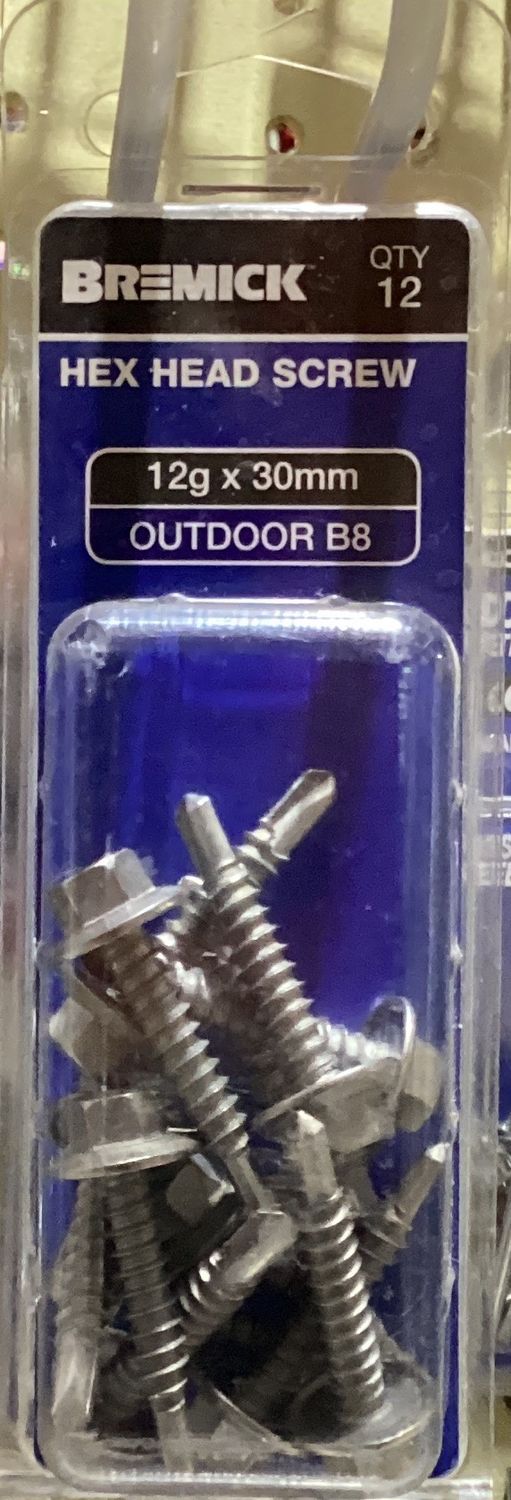 BREMICK
QTY
12
HEX HEAD SCREW
12g x 30mm
OUTDOOR B8